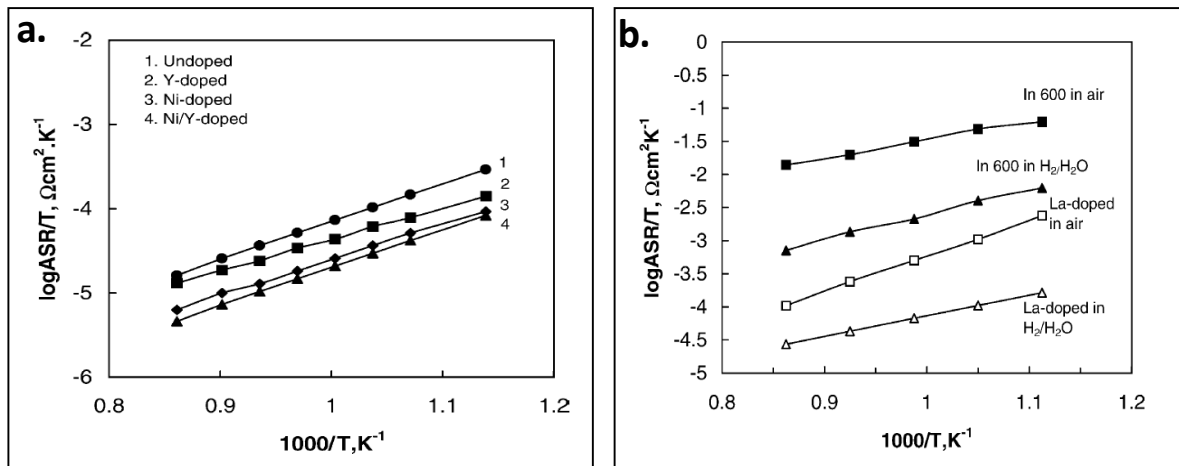 a.
-2
-3
-4
-5
-6
logASR/T, Ωcm².K⁻¹
1. Undoped
2. Y-doped
3. Ni-doped
4. Ni/Y-doped
1
2
3
4
0.8 0.9 1 1.1 1.2
1000/T,K⁻¹
b.
0
-0.5
-1
-1.5
-2
-2.5
-3
-3.5
-4
-4.5
-5
logASR/T, Ωcm²K⁻¹
In 600 in air
In 600 in H₂/H₂O
La-doped
in air
La-doped in
H₂/H₂O
0.8 0.9 1 1.1 1.2
1000/T,K⁻¹